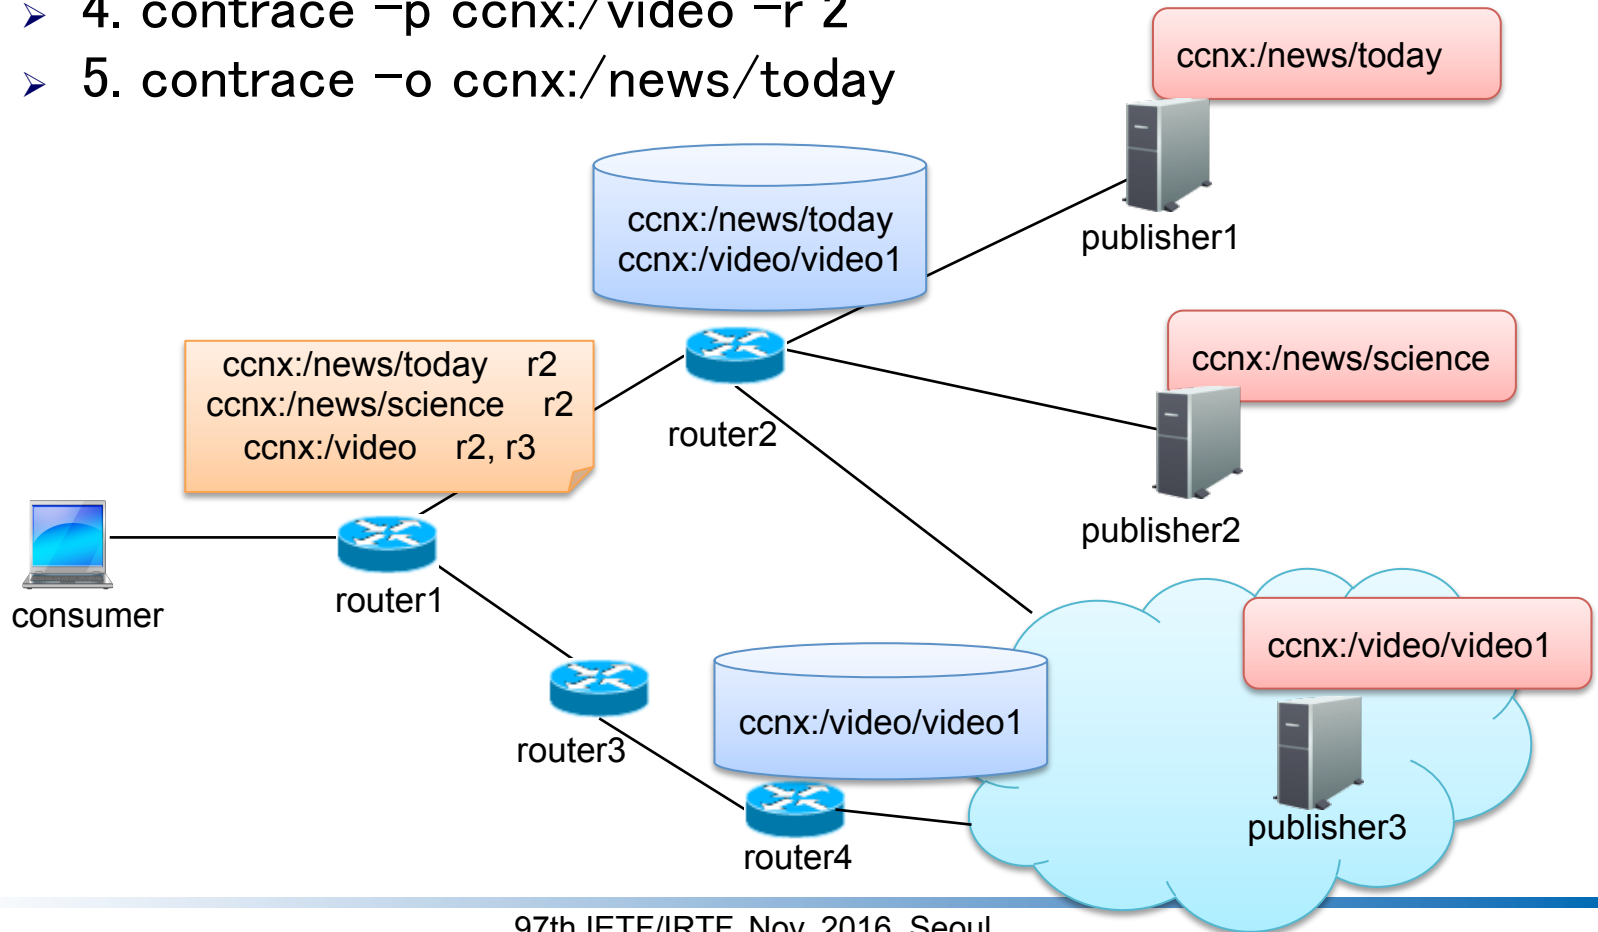 ➢ 4. contrace –p ccnx:/video –r 2
➢ 5. contrace –o ccnx:/news/today
ccnx:/news/today
publisher1
ccnx:/news/today
ccnx:/video/video1
router2
ccnx:/news/science
publisher2
ccnx:/news/today r2
ccnx:/news/science r2
ccnx:/video r2, r3
consumer
router1
router3
ccnx:/video/video1
router4
ccnx:/video/video1
publisher3
97th IETF/IRTF, Nov. 2016, Seoul